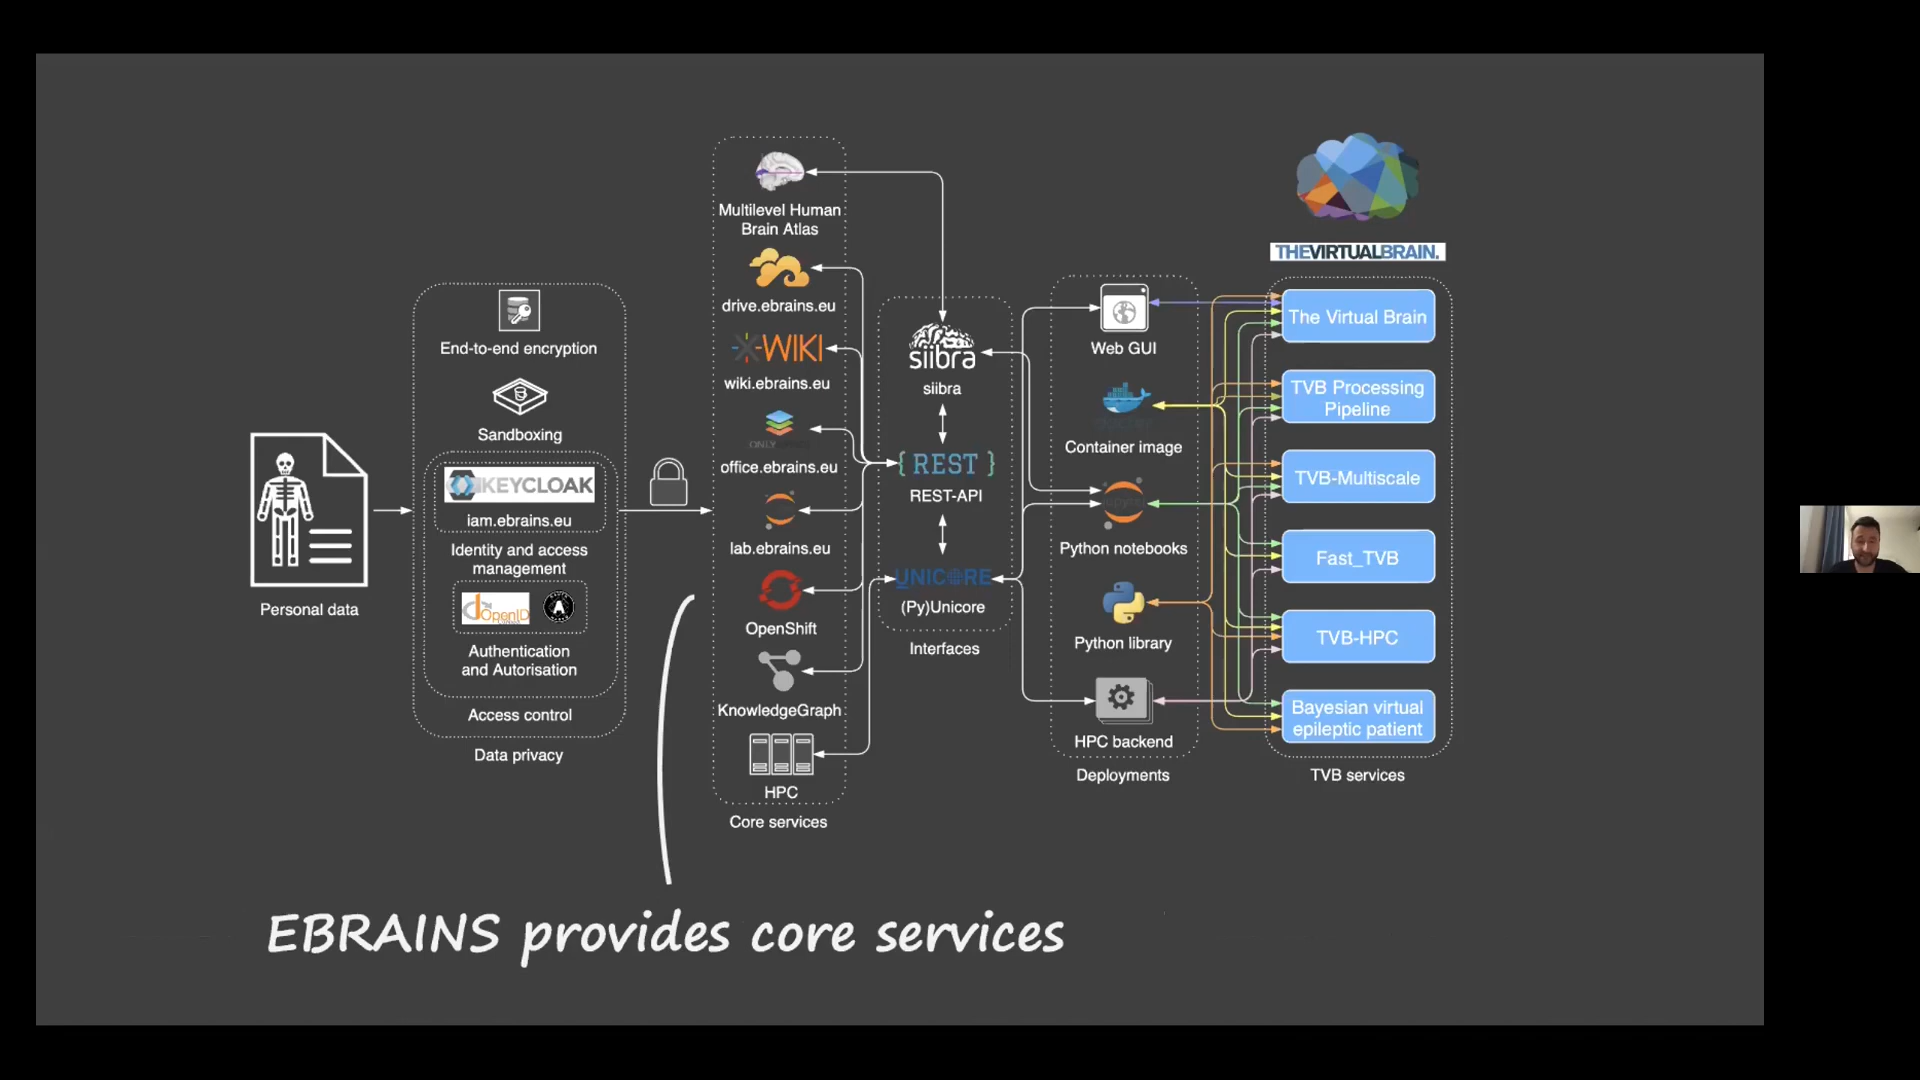 Personal data
End-to-end encryption
Sandboxing
KEYCLOAK
iam.ebrains.eu
Identity and access
management
OpenID
A
Authentication
and Autorisation
Access control
Data privacy
Multilevel Human
Brain Atlas
drive.ebrains.eu
X-WIKI
wiki.ebrains.eu
ONLY
office.ebrains.eu
lab.ebrains.eu
OpenShift
KnowledgeGraph
HPC
Core services
siibra
siibra
{ REST }
REST-API
UNICORE
(Py)Unicore
Interfaces
Web GUI
Container image
Python notebooks
Python library
HPC backend
Deployments
THEVIRTUALBRAIN.
The Virtual Brain
TVB Processing
Pipeline
TVB-Multiscale
Fast_TVB
TVB-HPC
Bayesian virtual
epileptic patient
TVB services
EBRAINS provides core services